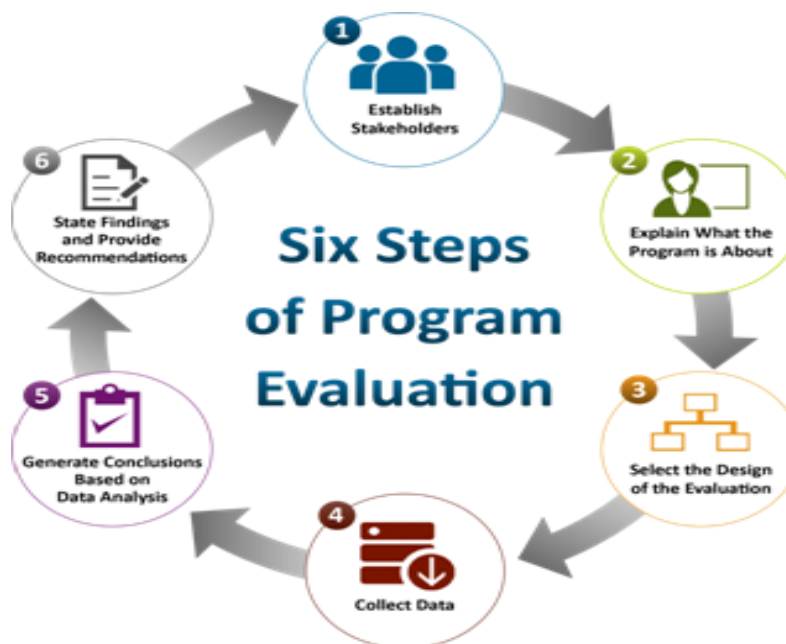 1
Establish
Stakeholders
2
Explain What the
Program is About
3
Select the Design
of the Evaluation
4
Collect Data
5
Generate Conclusions
Based on
Data Analysis
6
State Findings
and Provide
Recommendations
Six Steps
of Program
Evaluation